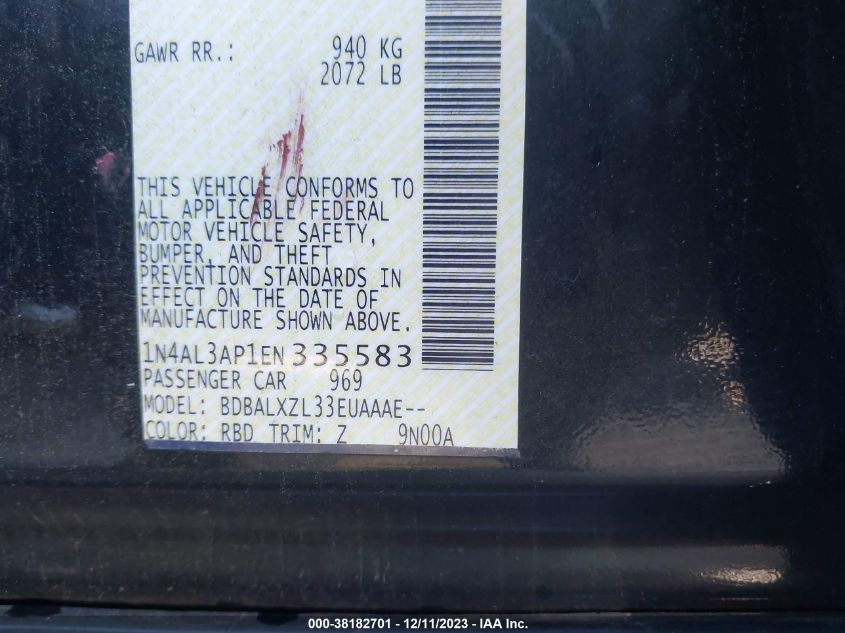 GAWR RR.: 940 KG
2072 LB
THIS VEHICLE CONFORMS TO
ALL APPLICABLE FEDERAL
MOTOR VEHICLE SAFETY,
BUMPER, AND THEFT
PREVENTION STANDARDS IN
EFFECT ON THE DATE OF
MANUFACTURE SHOWN ABOVE.
1N4AL3AP1EN335583
PASSENGER CAR 969
MODEL: BDBALXZL33EUAAAE--
COLOR: RBD TRIM: Z 9N00A
000-38182701 - 12/11/2023 - IAA Inc.